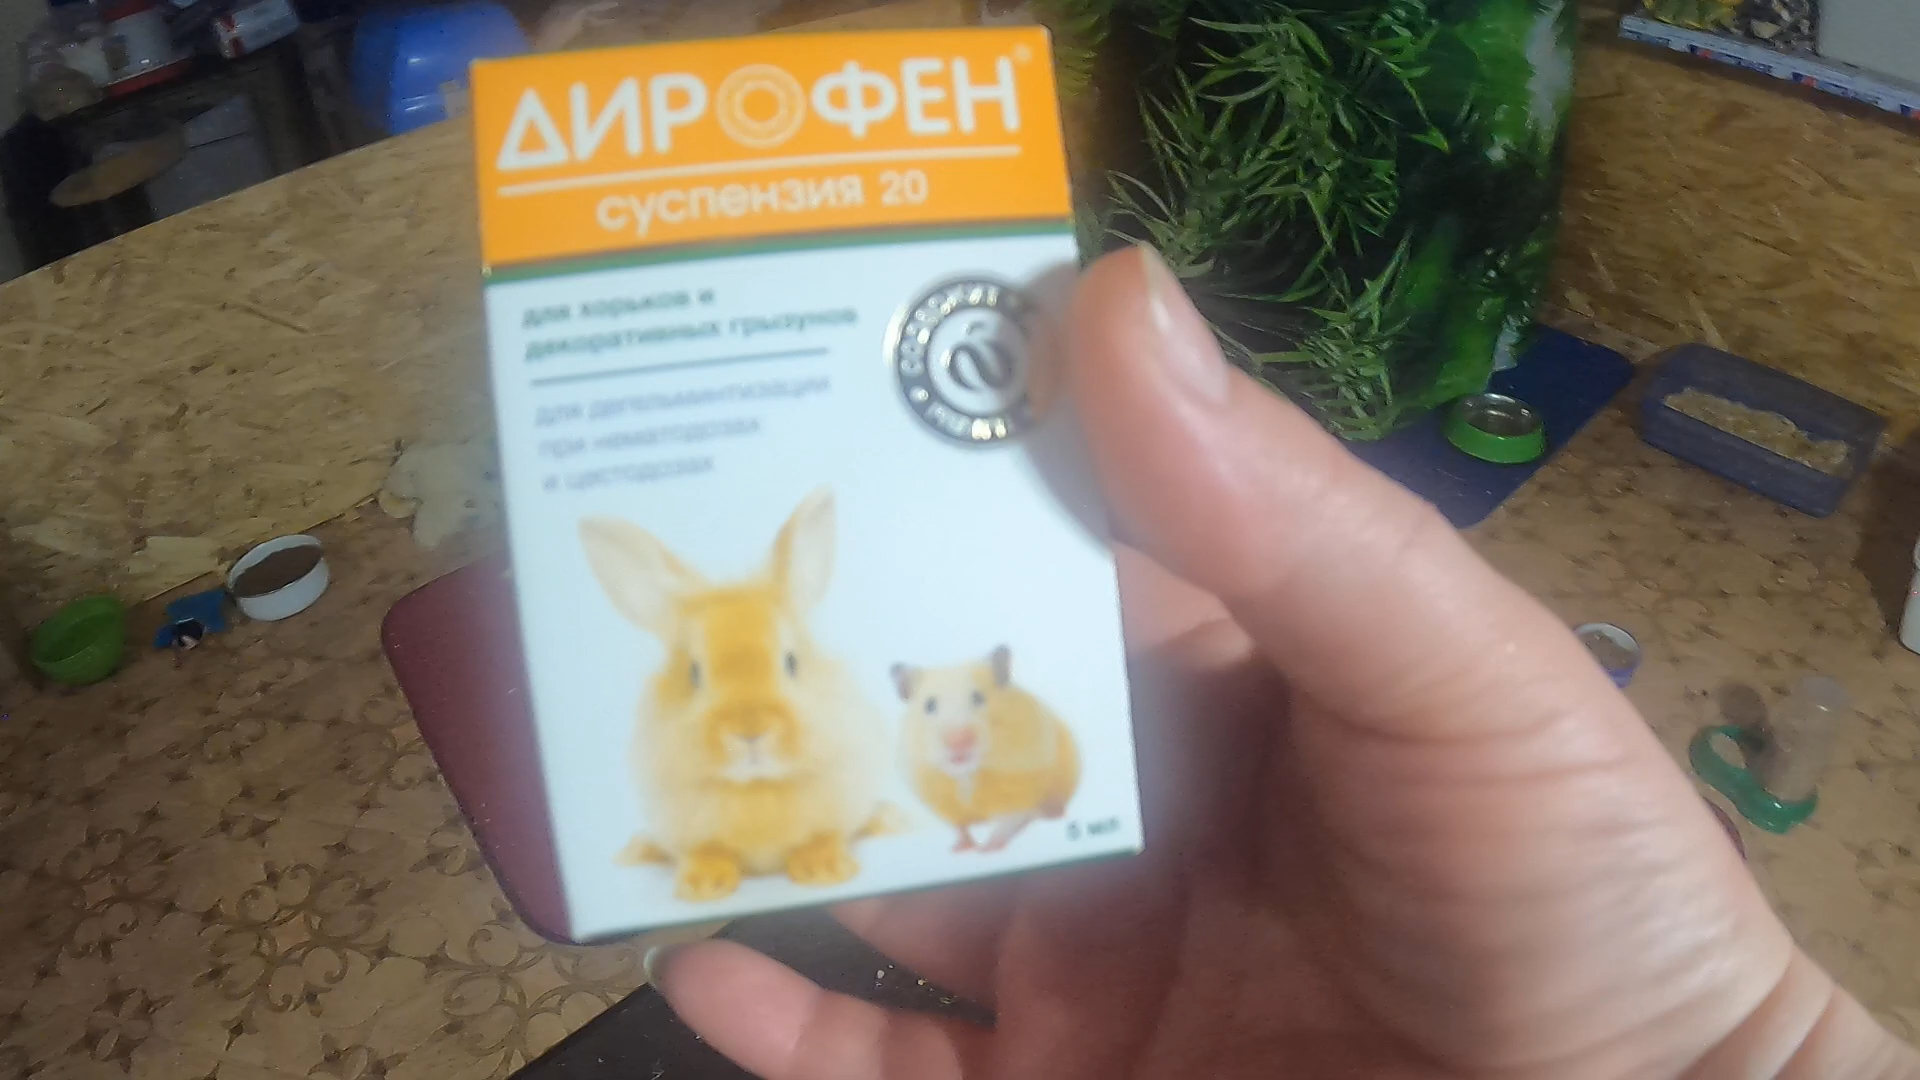 ДИРОФЕН®
суспензия 20
для хорьков и
декоративных грызунов
для дегельминтизации
при нематодозах
и цестодозах
5 мл